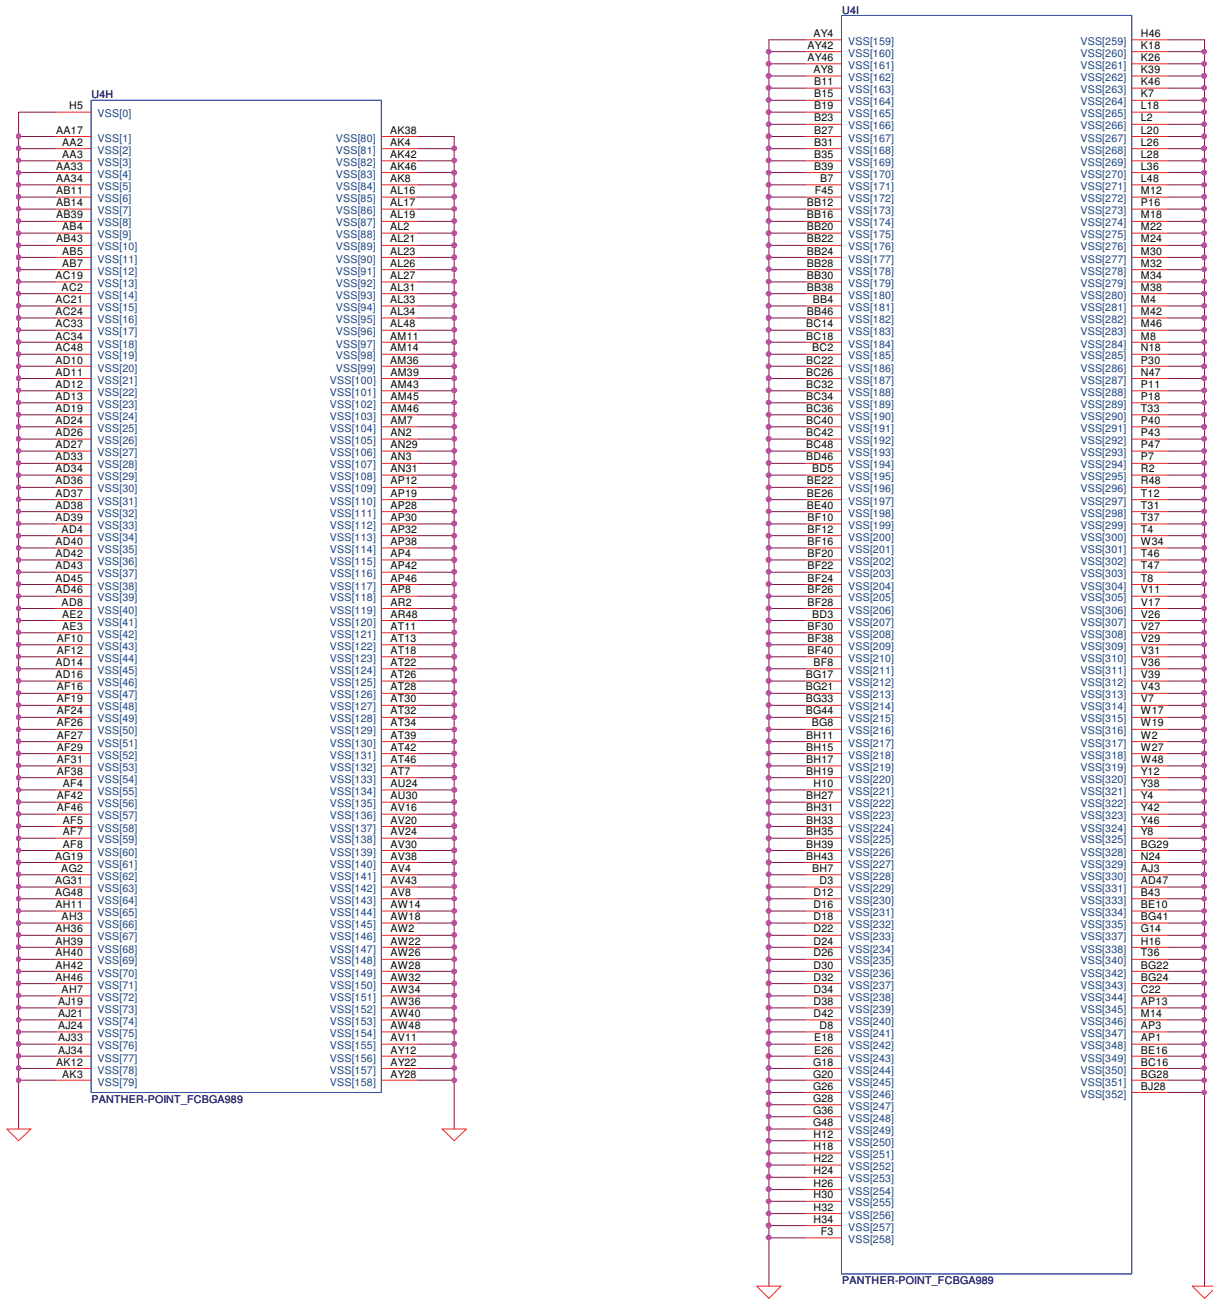 U4H
H5 VSS[0]
AA17 VSS[1] VSS[80] AK38
AA2 VSS[2] VSS[81] AK4
AA3 VSS[3] VSS[82] AK42
AA33 VSS[4] VSS[83] AK46
AA34 VSS[5] VSS[84] AK8
AB11 VSS[6] VSS[85] AL16
AB14 VSS[7] VSS[86] AL17
AB39 VSS[8] VSS[87] AL19
AB4 VSS[9] VSS[88] AL2
AB43 VSS[10] VSS[89] AL21
AB5 VSS[11] VSS[90] AL23
AB7 VSS[12] VSS[91] AL26
AC19 VSS[13] VSS[92] AL27
AC2 VSS[14] VSS[93] AL31
AC21 VSS[15] VSS[94] AL33
AC24 VSS[16] VSS[95] AL34
AC33 VSS[17] VSS[96] AL48
AC34 VSS[18] VSS[97] AM11
AC48 VSS[19] VSS[98] AM14
AD10 VSS[20] VSS[99] AM36
AD11 VSS[21] VSS[100] AM39
AD12 VSS[22] VSS[101] AM43
AD13 VSS[23] VSS[102] AM45
AD19 VSS[24] VSS[103] AM46
AD24 VSS[25] VSS[104] AM7
AD26 VSS[26] VSS[105] AN2
AD27 VSS[27] VSS[106] AN29
AD33 VSS[28] VSS[107] AN3
AD34 VSS[29] VSS[108] AN31
AD36 VSS[30] VSS[109] AP12
AD37 VSS[31] VSS[110] AP19
AD38 VSS[32] VSS[111] AP28
AD39 VSS[33] VSS[112] AP30
AD4 VSS[34] VSS[113] AP32
AD40 VSS[35] VSS[114] AP38
AD42 VSS[36] VSS[115] AP4
AD43 VSS[37] VSS[116] AP42
AD45 VSS[38] VSS[117] AP46
AD46 VSS[39] VSS[118] AP8
AD8 VSS[40] VSS[119] AR2
AE2 VSS[41] VSS[120] AR48
AE3 VSS[42] VSS[121] AT11
AF10 VSS[43] VSS[122] AT13
AF12 VSS[44] VSS[123] AT18
AD14 VSS[45] VSS[124] AT22
AD16 VSS[46] VSS[125] AT26
AF16 VSS[47] VSS[126] AT28
AF19 VSS[48] VSS[127] AT30
AF24 VSS[49] VSS[128] AT32
AF26 VSS[50] VSS[129] AT34
AF27 VSS[51] VSS[130] AT39
AF29 VSS[52] VSS[131] AT42
AF31 VSS[53] VSS[132] AT46
AF38 VSS[54] VSS[133] AT7
AF4 VSS[55] VSS[134] AU24
AF42 VSS[56] VSS[135] AU30
AF46 VSS[57] VSS[136] AV16
AF5 VSS[58] VSS[137] AV20
AF7 VSS[59] VSS[138] AV24
AF8 VSS[60] VSS[139] AV30
AG19 VSS[61] VSS[140] AV38
AG2 VSS[62] VSS[141] AV4
AG31 VSS[63] VSS[142] AV43
AG48 VSS[64] VSS[143] AV8
AH11 VSS[65] VSS[144] AW14
AH3 VSS[66] VSS[145] AW18
AH36 VSS[67] VSS[146] AW2
AH39 VSS[68] VSS[147] AW22
AH40 VSS[69] VSS[148] AW26
AH42 VSS[70] VSS[149] AW28
AH46 VSS[71] VSS[150] AW32
AH7 VSS[72] VSS[151] AW34
AJ19 VSS[73] VSS[152] AW36
AJ21 VSS[74] VSS[153] AW40
AJ24 VSS[75] VSS[154] AW48
AJ33 VSS[76] VSS[155] AV11
AJ34 VSS[77] VSS[156] AY12
AK12 VSS[78] VSS[157] AY22
AK3 VSS[79] VSS[158] AY28
PANTHER-POINT_FCBGA989
U4I
AY4 VSS[159] VSS[259] H46
AY42 VSS[160] VSS[260] K18
AY46 VSS[161] VSS[261] K26
AY8 VSS[162] VSS[262] K39
B11 VSS[163] VSS[263] K46
B15 VSS[164] VSS[264] K7
B19 VSS[165] VSS[265] L18
B23 VSS[166] VSS[266] L2
B27 VSS[167] VSS[267] L20
B31 VSS[168] VSS[268] L26
B35 VSS[169] VSS[269] L28
B39 VSS[170] VSS[270] L36
B7 VSS[171] VSS[271] L48
F45 VSS[172] VSS[272] M12
BB12 VSS[173] VSS[273] P16
BB16 VSS[174] VSS[274] M18
BB20 VSS[175] VSS[275] M22
BB22 VSS[176] VSS[276] M24
BB24 VSS[177] VSS[277] M30
BB28 VSS[178] VSS[278] M32
BB30 VSS[179] VSS[279] M34
BB38 VSS[180] VSS[280] M38
BB4 VSS[181] VSS[281] M4
BB46 VSS[182] VSS[282] M42
BC14 VSS[183] VSS[283] M46
BC18 VSS[184] VSS[284] M8
BC2 VSS[185] VSS[285] N18
BC22 VSS[186] VSS[286] P30
BC26 VSS[187] VSS[287] N47
BC32 VSS[188] VSS[288] P11
BC34 VSS[189] VSS[289] P18
BC36 VSS[190] VSS[290] T33
BC40 VSS[191] VSS[291] P40
BC42 VSS[192] VSS[292] P43
BC48 VSS[193] VSS[293] P47
BD46 VSS[194] VSS[294] P7
BD5 VSS[195] VSS[295] R2
BE22 VSS[196] VSS[296] R48
BE26 VSS[197] VSS[297] T12
BE40 VSS[198] VSS[298] T31
BF10 VSS[199] VSS[299] T37
BF12 VSS[200] VSS[300] T4
BF16 VSS[201] VSS[301] W34
BF20 VSS[202] VSS[302] T46
BF22 VSS[203] VSS[303] T47
BF24 VSS[204] VSS[304] T8
BF26 VSS[205] VSS[305] V11
BF28 VSS[206] VSS[306] V17
BD3 VSS[207] VSS[307] V26
BF30 VSS[208] VSS[308] V27
BF38 VSS[209] VSS[309] V29
BF40 VSS[210] VSS[310] V31
BF8 VSS[211] VSS[311] V36
BG17 VSS[212] VSS[312] V39
BG21 VSS[213] VSS[313] V43
BG33 VSS[214] VSS[314] V7
BG44 VSS[215] VSS[315] W17
BG8 VSS[216] VSS[316] W19
BH11 VSS[217] VSS[317] W2
BH15 VSS[218] VSS[318] W27
BH17 VSS[219] VSS[319] W48
BH19 VSS[220] VSS[320] Y12
H10 VSS[221] VSS[321] Y38
BH27 VSS[222] VSS[322] Y4
BH31 VSS[223] VSS[323] Y42
BH33 VSS[224] VSS[324] Y46
BH35 VSS[225] VSS[325] Y8
BH39 VSS[226] VSS[328] BG29
BH43 VSS[227] VSS[329] N24
BH7 VSS[228] VSS[330] AJ3
D3 VSS[229] VSS[331] AD47
D12 VSS[230] VSS[333] B43
D16 VSS[231] VSS[334] BE10
D18 VSS[232] VSS[335] BG41
D22 VSS[233] VSS[337] G14
D24 VSS[234] VSS[338] H16
D26 VSS[235] VSS[340] T36
D30 VSS[236] VSS[342] BG22
D32 VSS[237] VSS[343] BG24
D34 VSS[238] VSS[344] C22
D38 VSS[239] VSS[345] AP13
D42 VSS[240] VSS[346] M14
D8 VSS[241] VSS[347] AP3
E18 VSS[242] VSS[348] AP1
E26 VSS[243] VSS[349] BE16
G18 VSS[244] VSS[350] BC16
G20 VSS[245] VSS[351] BG28
G26 VSS[246] VSS[352] BJ28
G28 VSS[247]
G36 VSS[248]
G48 VSS[249]
H12 VSS[250]
H18 VSS[251]
H22 VSS[252]
H24 VSS[253]
H26 VSS[254]
H30 VSS[255]
H32 VSS[256]
H34 VSS[257]
F3 VSS[258]
PANTHER-POINT_FCBGA989